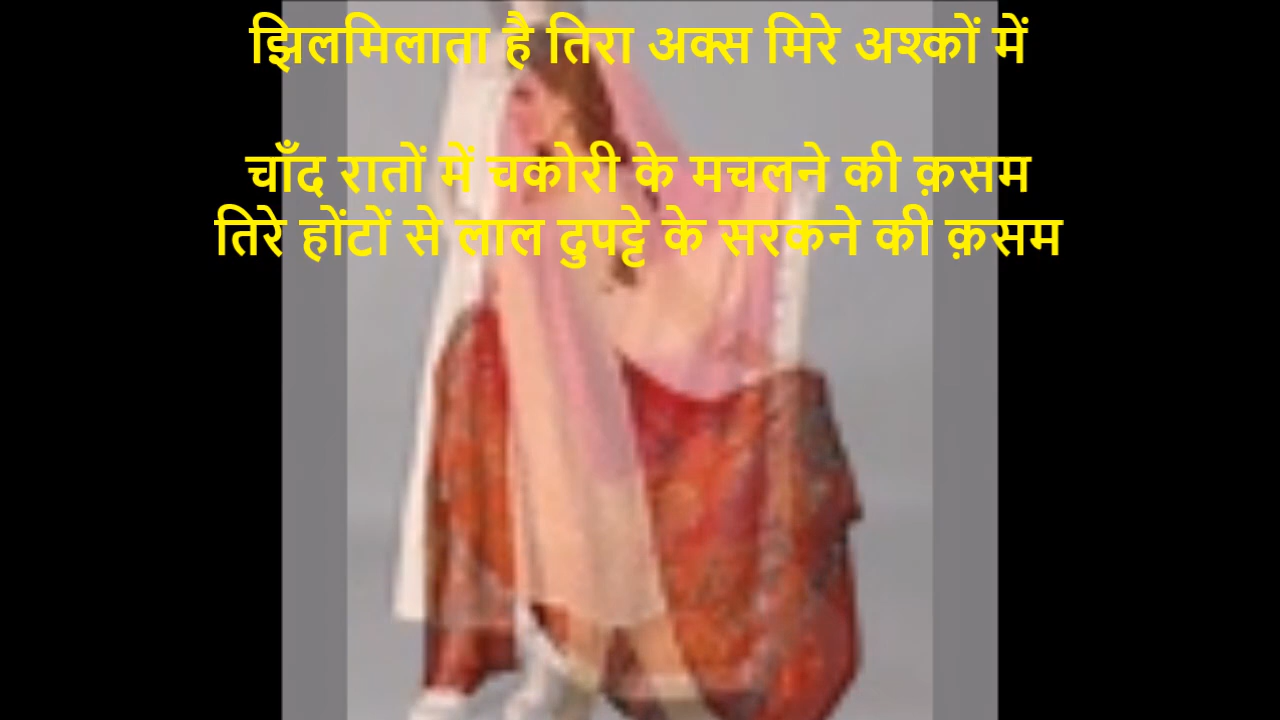 झिलमिलाता है तिरा अक्स मिरे अश्कों में
चाँद रातों में चकोरी के मचलने की क़सम
तिरे होंटों से लाल दुपट्टे के सरकने की क़सम